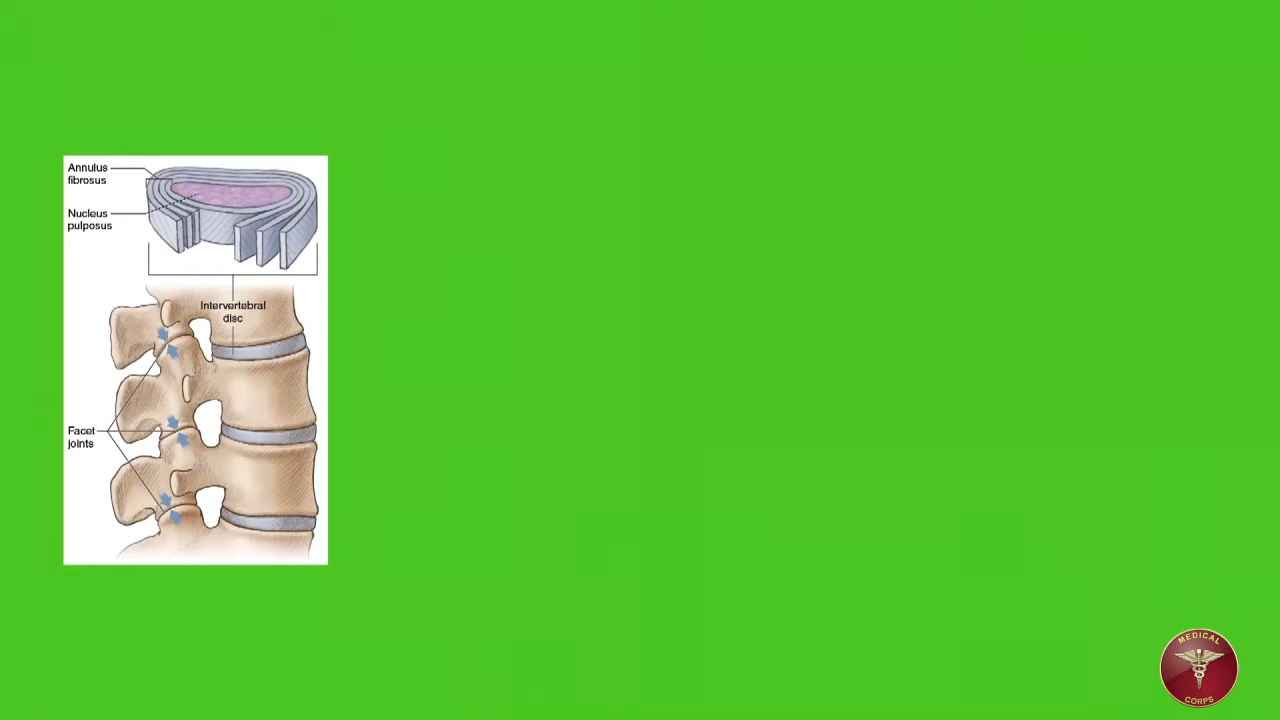 Annulus
fibrosus
Nucleus
pulposus
Intervertebral
disc
Facet
joints
MEDICAL
CORPS